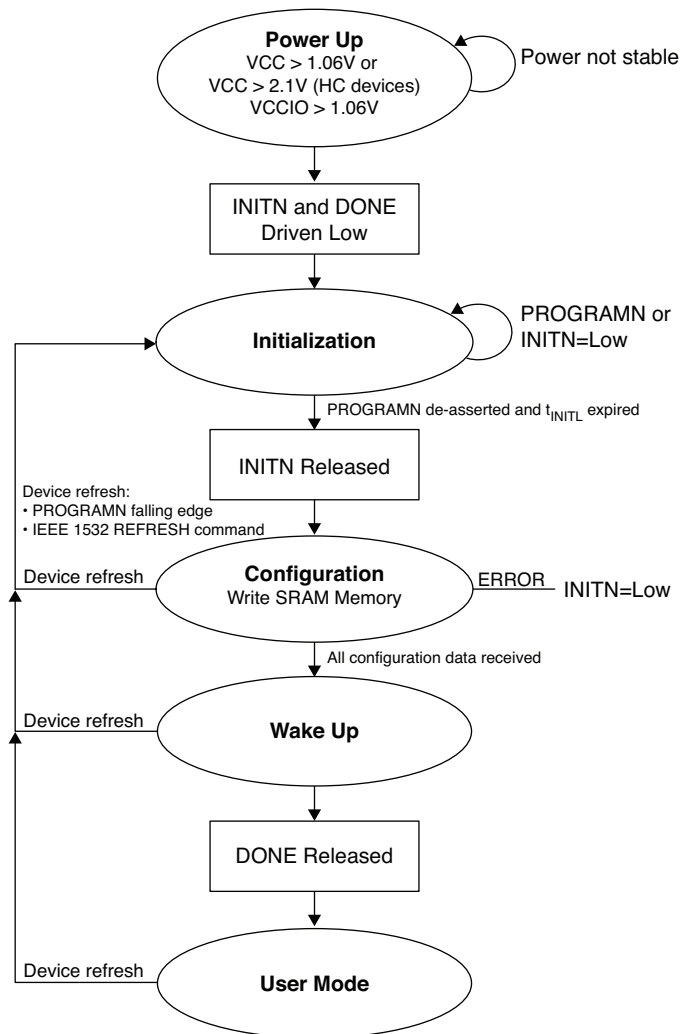 Power Up
VCC > 1.06V or
VCC > 2.1V (HC devices)
VCCIO > 1.06V
Power not stable
INITN and DONE
Driven Low
Initialization
PROGRAMN or
INITN=Low
PROGRAMN de-asserted and tINITL expired
INITN Released
Device refresh:
• PROGRAMN falling edge
• IEEE 1532 REFRESH command
Device refresh
Configuration
Write SRAM Memory
ERROR
INITN=Low
All configuration data received
Device refresh
Wake Up
DONE Released
Device refresh
User Mode